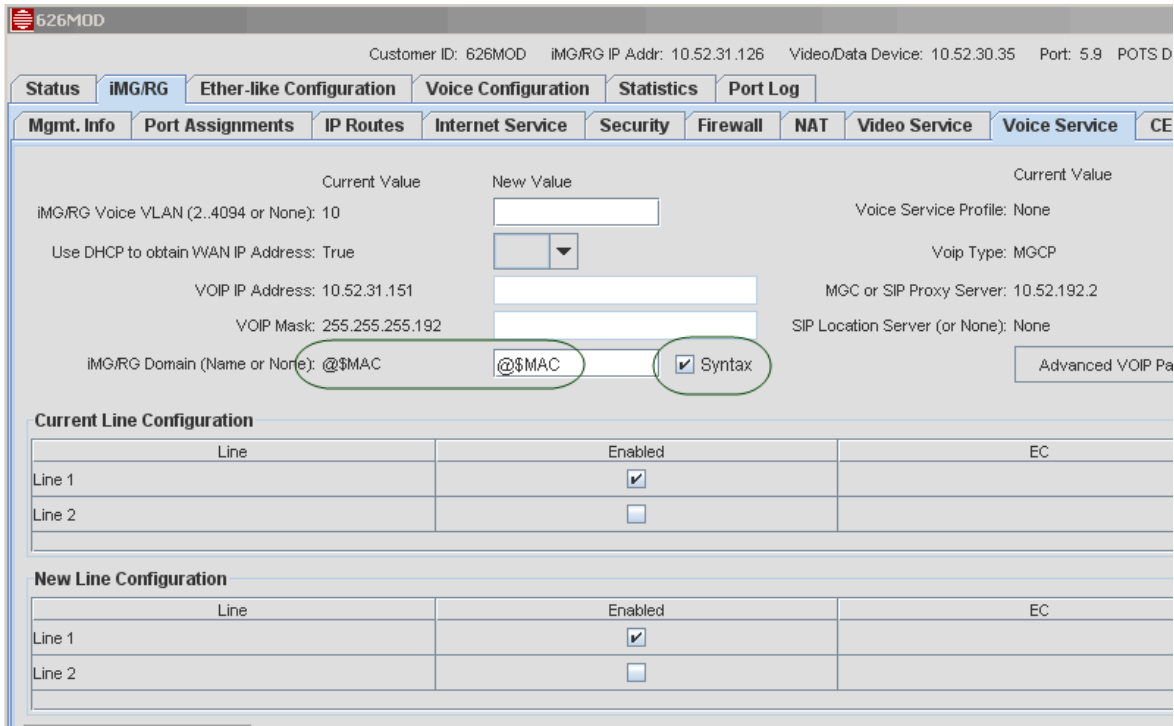 626MOD
Customer ID: 626MOD iMG/RG IP Addr: 10.52.31.126 Video/Data Device: 10.52.30.35 Port: 5.9 POTS D
Status iMG/RG Ether-like Configuration Voice Configuration Statistics Port Log
Mgmt. Info Port Assignments IP Routes Internet Service Security Firewall NAT Video Service Voice Service CE
Current Value New Value Current Value
iMG/RG Voice VLAN (2..4094 or None): 10 Voice Service Profile: None
Use DHCP to obtain WAN IP Address: True Voip Type: MGCP
VOIP IP Address: 10.52.31.151 MGC or SIP Proxy Server: 10.52.192.2
VOIP Mask: 255.255.255.192 SIP Location Server (or None): None
iMG/RG Domain (Name or None): @$MAC @$MAC Syntax Advanced VOIP Pa
Current Line Configuration
Line Enabled EC
Line 1
Line 2
New Line Configuration
Line Enabled EC
Line 1
Line 2